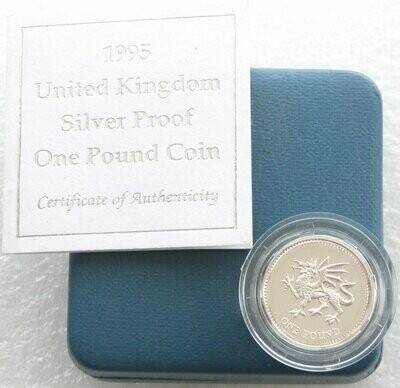 1995
United Kingdom
Silver Proof
One Pound Coin
Certificate of Authenticity
ONE POUND